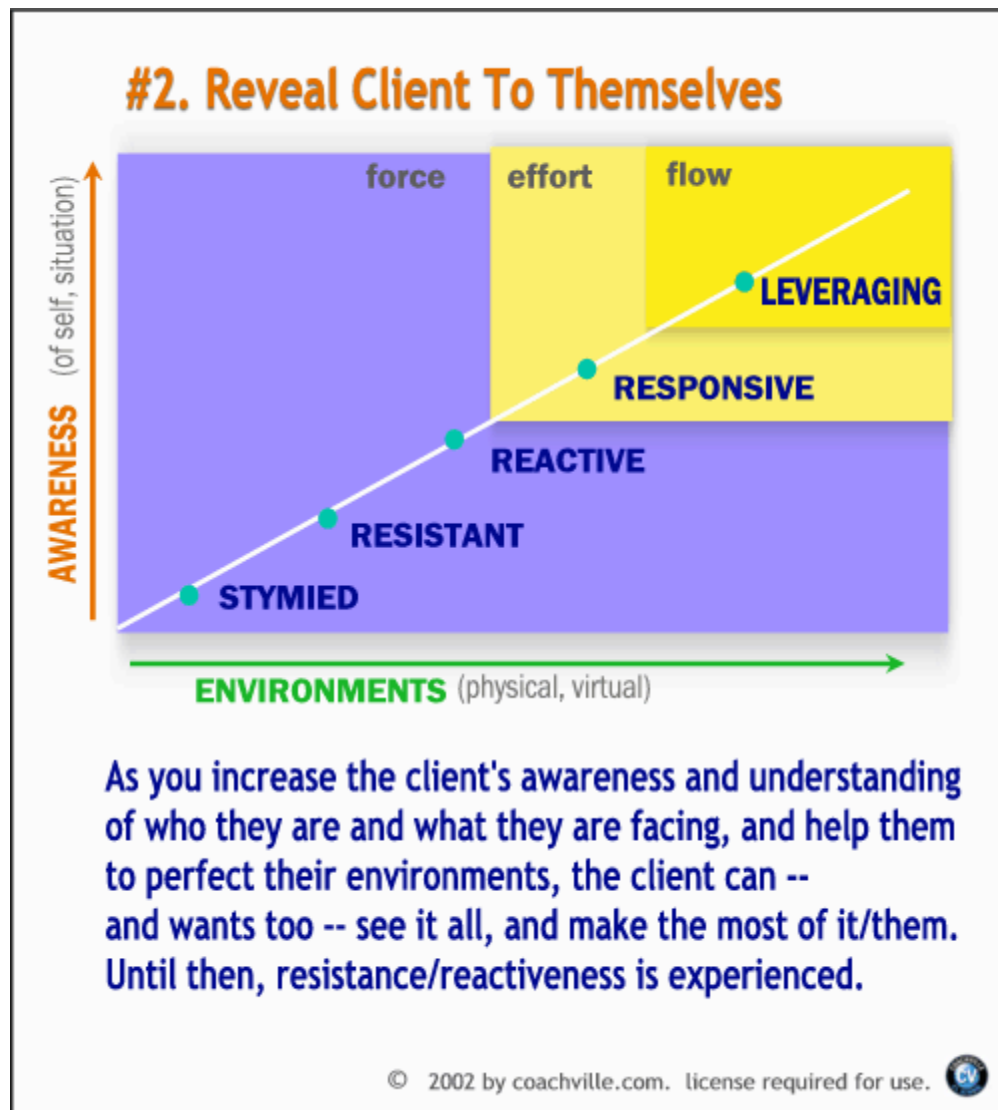 #2. Reveal Client To Themselves
force effort flow
AWARENESS (of self, situation)
LEVERAGING
RESPONSIVE
REACTIVE
RESISTANT
STYMIED
ENVIRONMENTS (physical, virtual)
As you increase the client's awareness and understanding
of who they are and what they are facing, and help them
to perfect their environments, the client can --
and wants too -- see it all, and make the most of it/them.
Until then, resistance/reactiveness is experienced.
© 2002 by coachville.com. license required for use.
CV